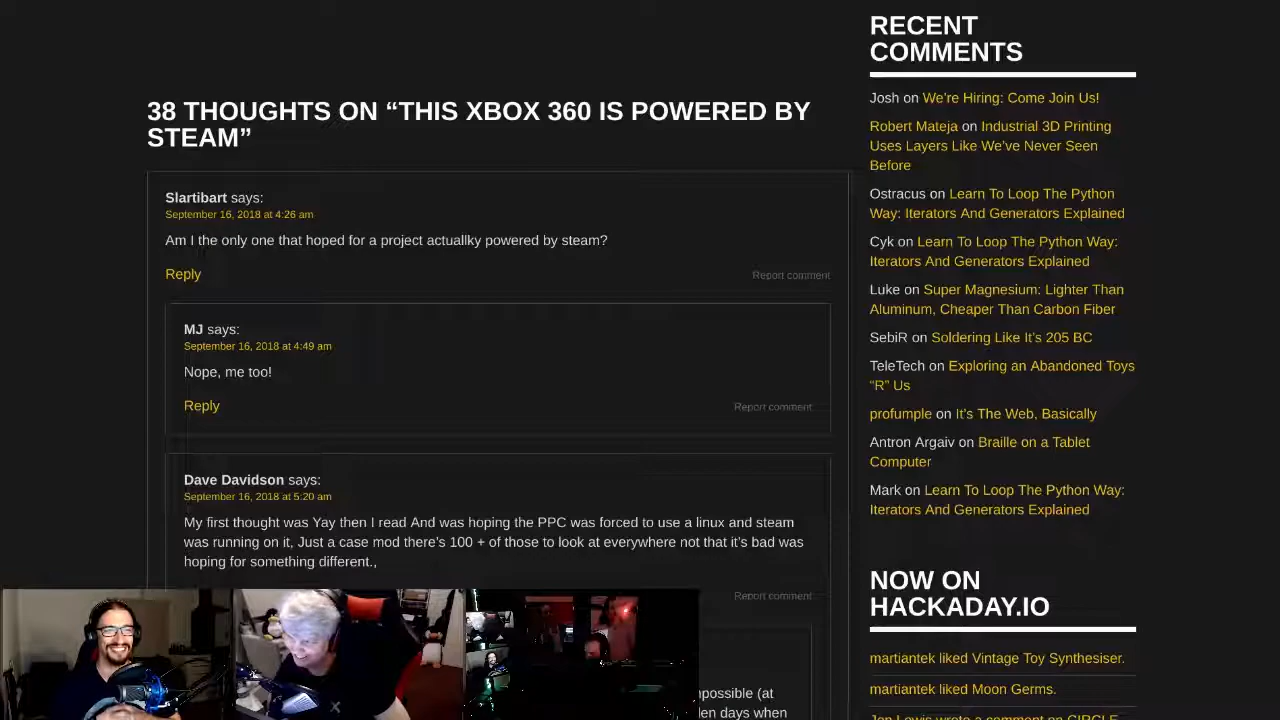 38 THOUGHTS ON “THIS XBOX 360 IS POWERED BY
STEAM”
Slartibart says:
September 16, 2018 at 4:26 am
Am I the only one that hoped for a project actuallky powered by steam?
Reply
Report comment
MJ says:
September 16, 2018 at 4:49 am
Nope, me too!
Reply
Report comment
Dave Davidson says:
September 16, 2018 at 5:20 am
My first thought was Yay then I read And was hoping the PPC was forced to use a linux and steam
was running on it, Just a case mod there’s 100 + of those to look at everywhere not that it’s bad was
hoping for something different.,
Report comment
(at
days when
RECENT
COMMENTS
Josh on We’re Hiring: Come Join Us!
Robert Mateja on Industrial 3D Printing
Uses Layers Like We’ve Never Seen
Before
Ostracus on Learn To Loop The Python
Way: Iterators And Generators Explained
Cyk on Learn To Loop The Python Way:
Iterators And Generators Explained
Luke on Super Magnesium: Lighter Than
Aluminum, Cheaper Than Carbon Fiber
SebiR on Soldering Like It’s 205 BC
TeleTech on Exploring an Abandoned Toys
“R” Us
profumple on It’s The Web, Basically
Antron Argaiv on Braille on a Tablet
Computer
Mark on Learn To Loop The Python Way:
Iterators And Generators Explained
NOW ON
HACKADAY.IO
martiantek liked Vintage Toy Synthesiser.
martiantek liked Moon Germs.